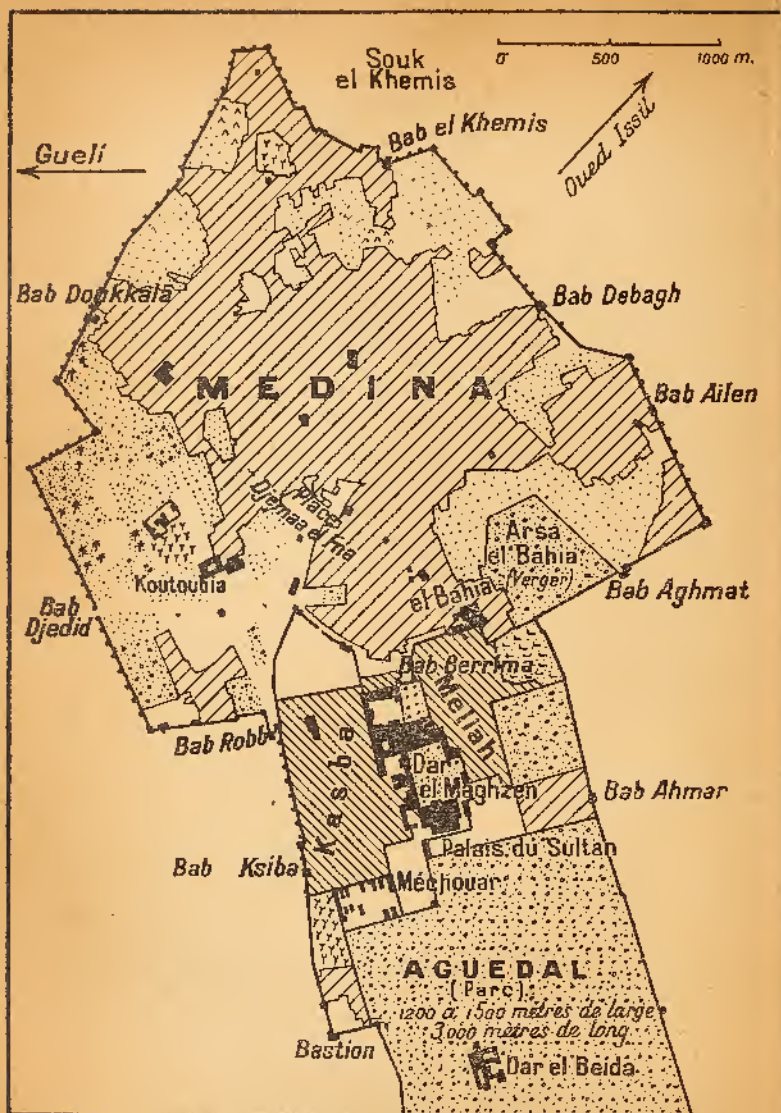 Souk
el Khemis
0 500 1000 m.
Bab el Khemis
Oued Issil
Gueli
Bab Doukkala
Bab Debagh
MEDINA
Bab Ailen
Place
Djemaa el Fna
Arsa
el Bahia
(Verger)
Koutoubia
el Bahia
Bab Aghmat
Bab
Djedid
Bab Berrima
Mellah
Bab Robb
Kasba
Dar
el Maghzen
Bab Ahmar
Palais du Sultan
Bab Ksiba
Méchouar
AGUEDAL
(Parc)
1200 à 1500 mètres de large
3000 mètres de long
Bastion
Dar el Beida